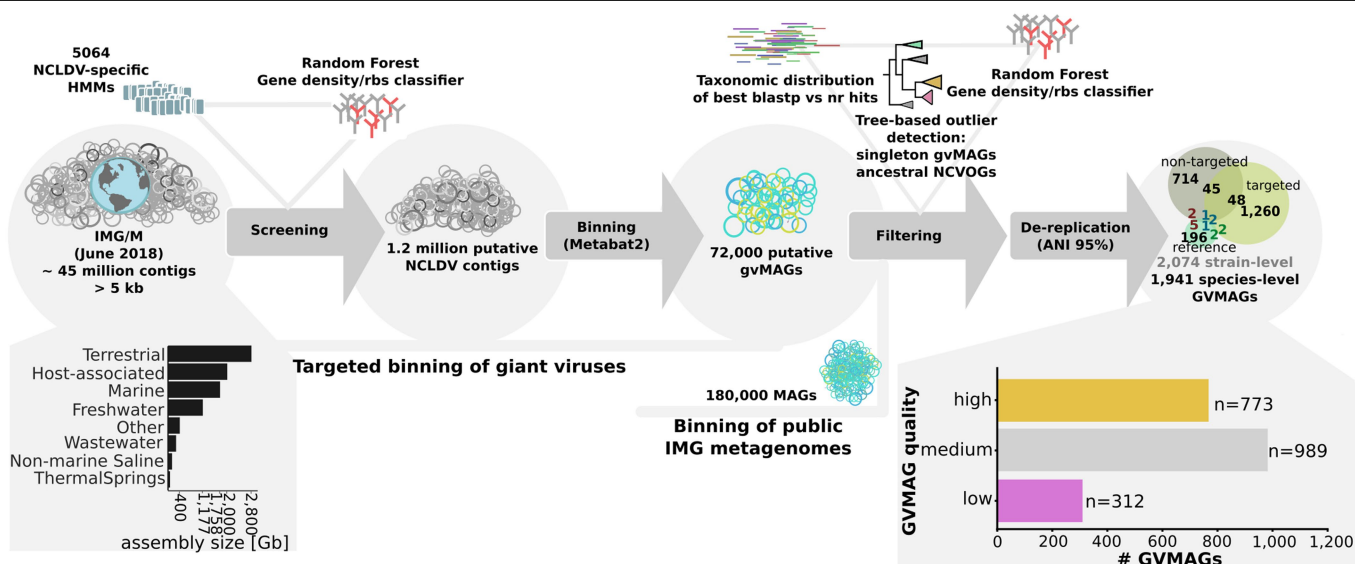 5064
NCLDV-specific
HMMs
Random Forest
Gene density/rbs classifier
Taxonomic distribution
of best blastp vs nr hits
Random Forest
Gene density/rbs classifier
Tree-based outlier
detection:
singleton gvMAGs
ancestral NCVOGs
IMG/M
(June 2018)
~ 45 million contigs
> 5 kb
Screening
1.2 million putative
NCLDV contigs
Binning
(Metabat2)
72,000 putative
gvMAGs
Filtering
De-replication
(ANI 95%)
non-targeted
714
45
targeted
48
1,260
2
1
2
5
1
2
196
2
reference
2,074 strain-level
1,941 species-level
GVMAGs
Targeted binning of giant viruses
180,000 MAGs
Binning of public
IMG metagenomes
Terrestrial
Host-associated
Marine
Freshwater
Other
Wastewater
Non-marine Saline
ThermalSprings
400
1,177
1,758
2,000
2,800
assembly size [Gb]
GVMAG quality
high
n=773
medium
n=989
low
n=312
0
200
400
600
800
1,000
1,200
# GVMAGs